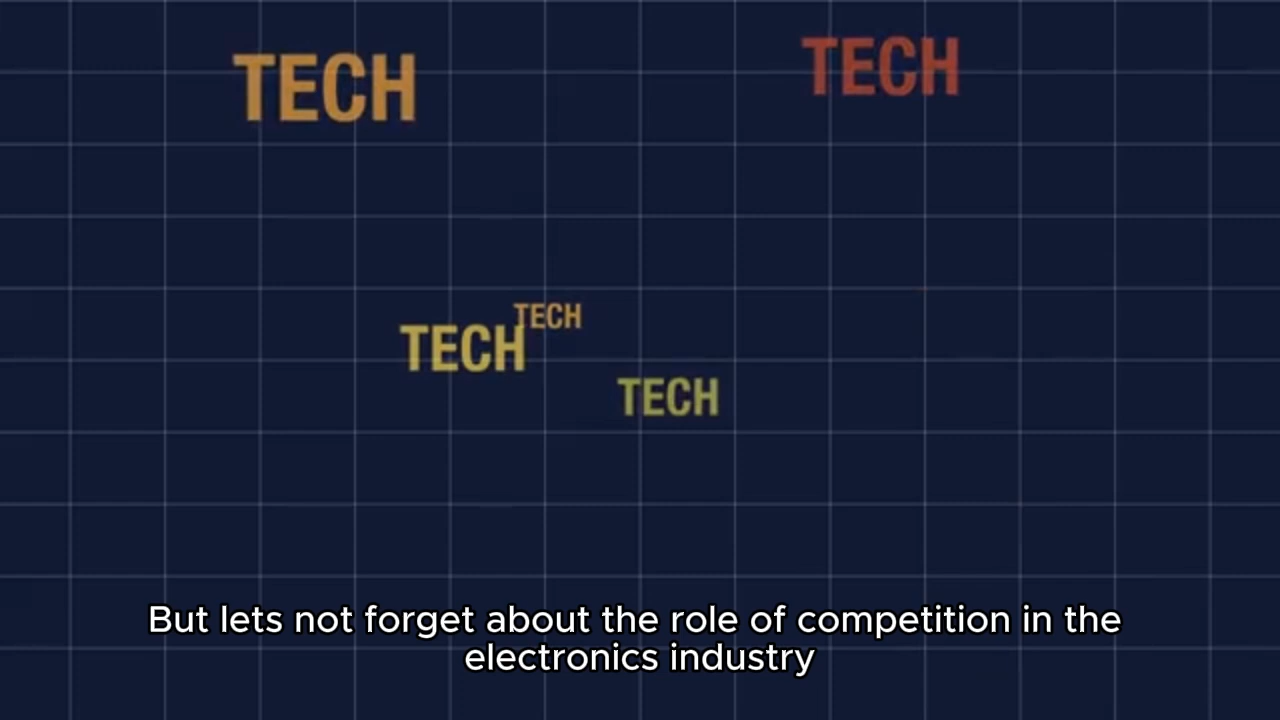 TECH
TECH
TECH
TECH
TECH
But lets not forget about the role of competition in the
electronics industry